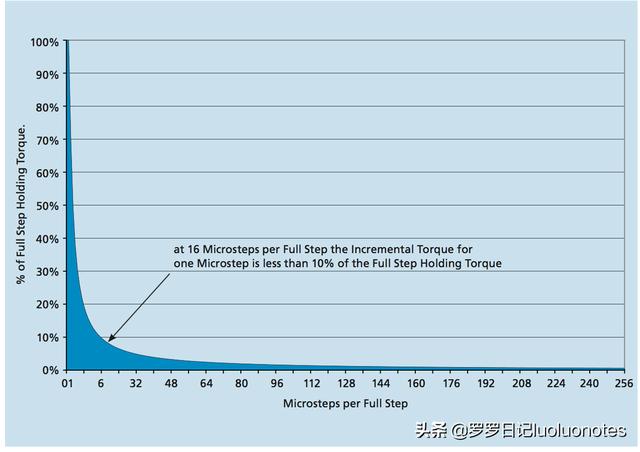 100%
90%
80%
70%
60%
50%
40%
30%
20%
10%
0%
% of Full Step Holding Torque.
at 16 Microsteps per Full Step the Incremental Torque for
one Microstep is less than 10% of the Full Step Holding Torque
01 6 32 48 64 80 96 112 128 144 160 176 192 208 224 240 256
Microsteps per Full Step
头条 @罗罗日记luoluonotes